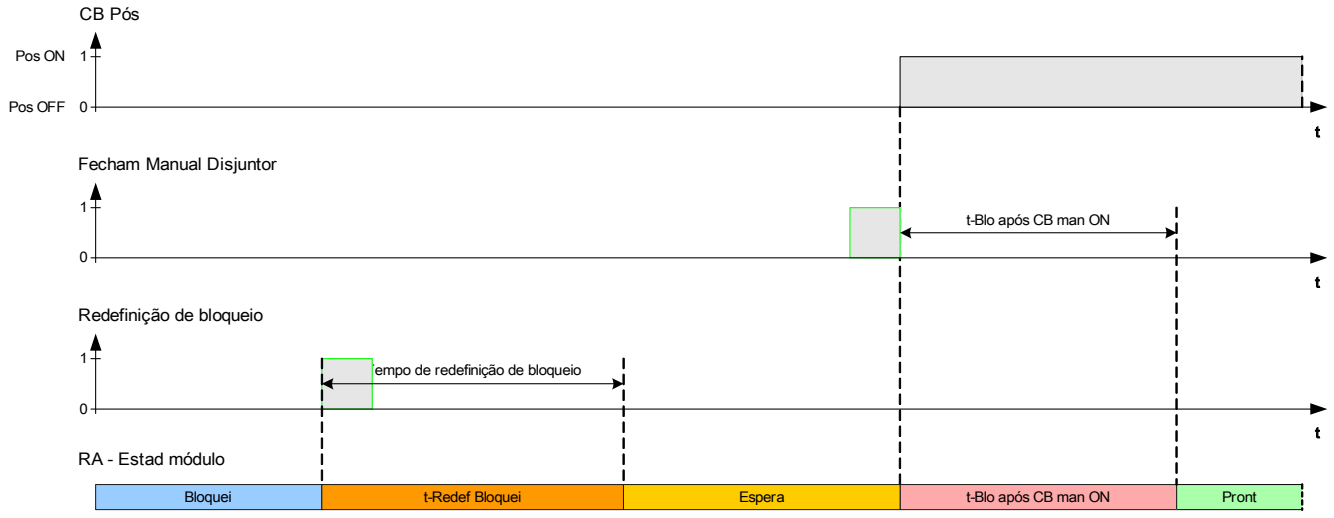 CB Pós
Pos ON 1
Pos OFF 0
t
Fecham Manual Disjuntor
1
t-Blo após CB man ON
0
t
Redefinição de bloqueio
1
empo de redefinição de bloqueio
0
t
RA - Estad módulo
Bloquei t-Redef Bloquei Espera t-Blo após CB man ON Pront